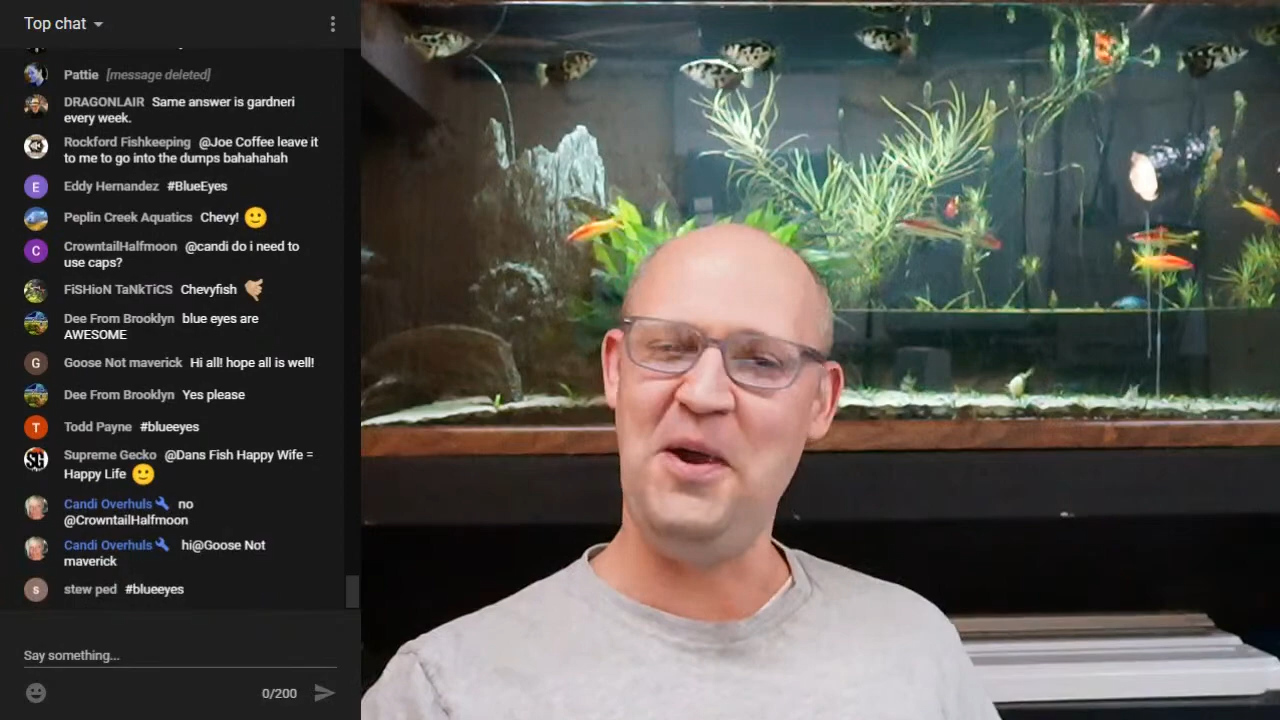 Top chat
Pattie [message deleted]
DRAGONLAIR Same answer is gardneri
every week.
Rockford Fishkeeping @Joe Coffee leave it
to me to go into the dumps bahahahah
E Eddy Hernandez #BlueEyes
Peplin Creek Aquatics Chevy! 🙂
C CrowntailHalfmoon @candi do i need to
use caps?
FiSHiON TaNkTiCS Chevyfish
Dee From Brooklyn blue eyes are
AWESOME
G Goose Not maverick Hi all! hope all is well!
Dee From Brooklyn Yes please
T Todd Payne #blueeyes
SG Supreme Gecko @Dans Fish Happy Wife =
Happy Life 🙂
Candi Overhuls no
@CrowntailHalfmoon
Candi Overhuls hi@Goose Not
maverick
s stew ped #blueeyes
Say something...
0/200